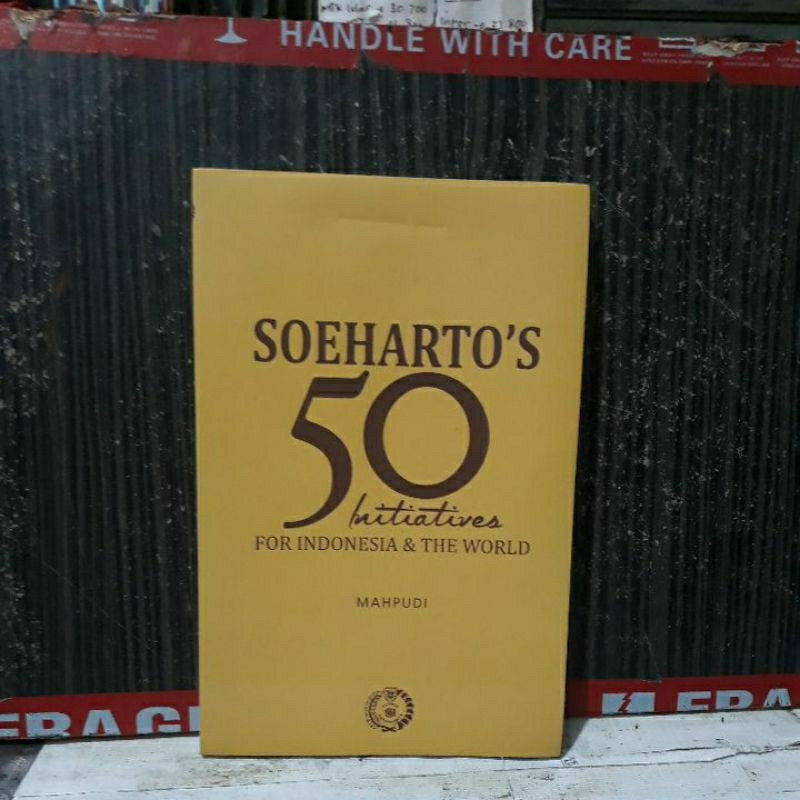 HANDLE WITH CARE
SOEHARTO'S
50
Initiatives
FOR INDONESIA & THE WORLD
MAHPUDI